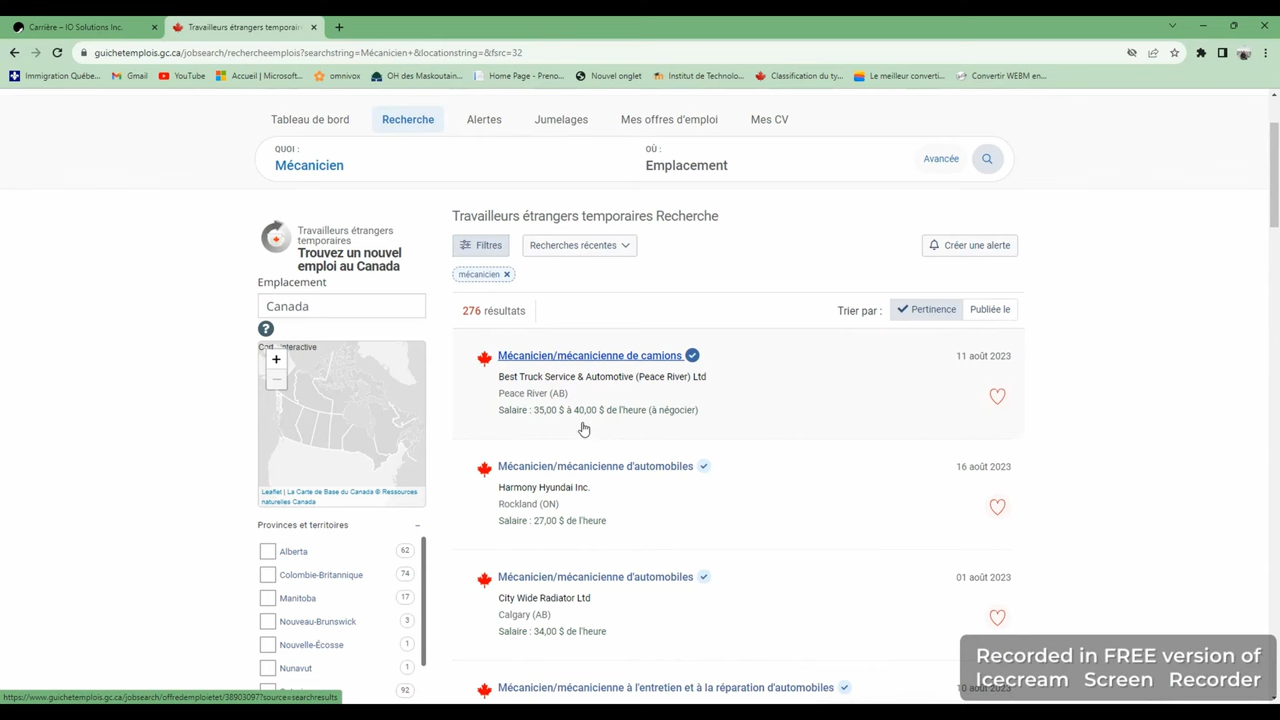 Carrière – IO Solutions Inc.
Travailleurs étrangers temporair
guichetemplois.gc.ca/jobsearch/rechercheemplois?searchstring=Mécanicien+&locationstring=&fsrc=32
Immigration Québe...
Gmail
YouTube
Accueil | Microsoft...
omnivox
OH des Maskoutain...
Home Page - Preno...
Nouvel onglet
Institut de Technolo...
Classification du ty...
Le meilleur converti...
Convertir WEBM en...
Tableau de bord
Recherche
Alertes
Jumelages
Mes offres d'emploi
Mes CV
QUOI :
Mécanicien
OÙ :
Emplacement
Avancée
Travailleurs étrangers
temporaires
Trouvez un nouvel
emploi au Canada
Emplacement
Canada
?
+
−
Leaflet | La Carte de Base du Canada © Ressources
naturelles Canada
Provinces et territoires
−
Alberta 62
Colombie-Britannique 74
Manitoba 17
Nouveau-Brunswick 3
Nouvelle-Écosse 1
Nunavut 1
92
Travailleurs étrangers temporaires Recherche
Filtres
Recherches récentes
Créer une alerte
mécanicien ×
276 résultats
Trier par :
Pertinence
Publiée le
Mécanicien/mécanicienne de camions
11 août 2023
Best Truck Service & Automotive (Peace River) Ltd
Peace River (AB)
Salaire : 35,00 $ à 40,00 $ de l'heure (à négocier)
Mécanicien/mécanicienne d'automobiles
16 août 2023
Harmony Hyundai Inc.
Rockland (ON)
Salaire : 27,00 $ de l'heure
Mécanicien/mécanicienne d'automobiles
01 août 2023
City Wide Radiator Ltd
Calgary (AB)
Salaire : 34,00 $ de l'heure
Mécanicien/mécanicienne à l'entretien et à la réparation d'automobiles
10 août 2023
https://www.guichetemplois.gc.ca/jobsearch/offredemploietet/38903097?source=searchresults
Recorded in FREE version of
Icecream Screen Recorder